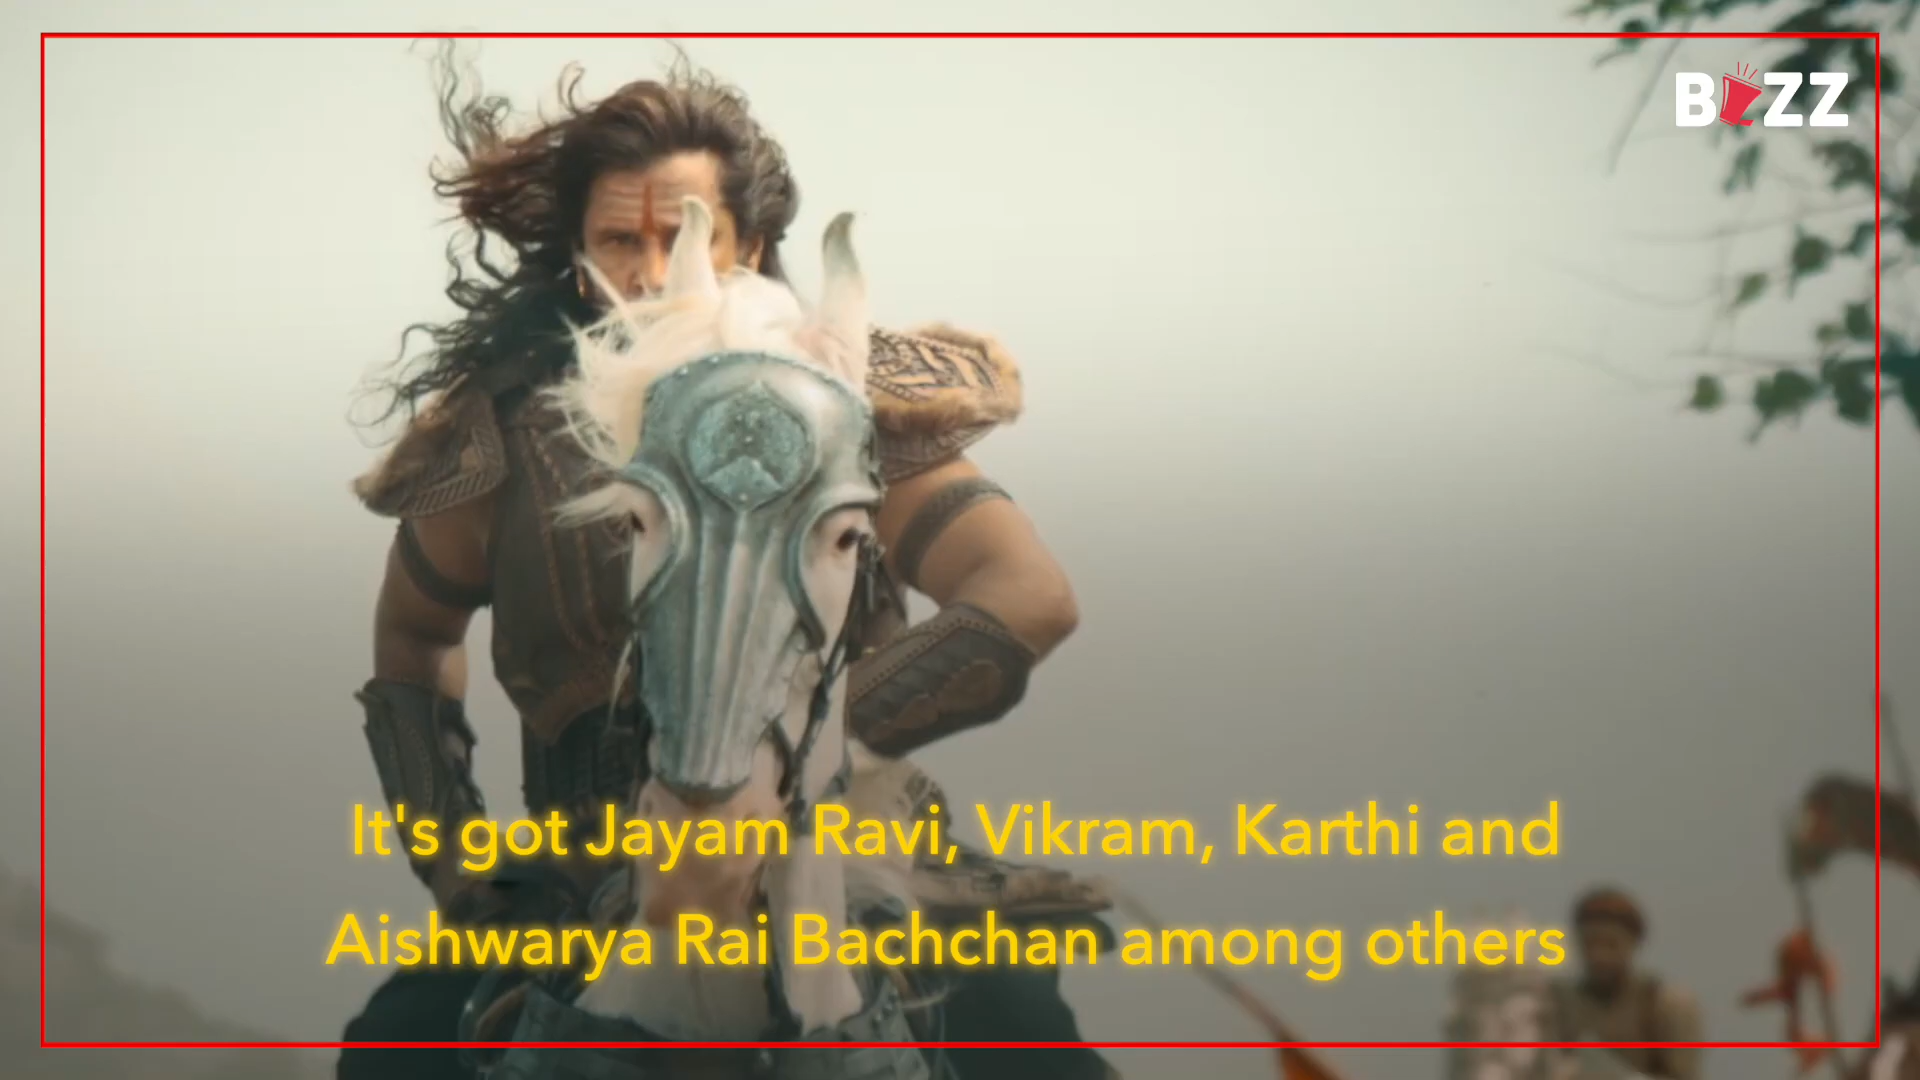 BUZZ
It's got Jayam Ravi, Vikram, Karthi and
Aishwarya Rai Bachchan among others